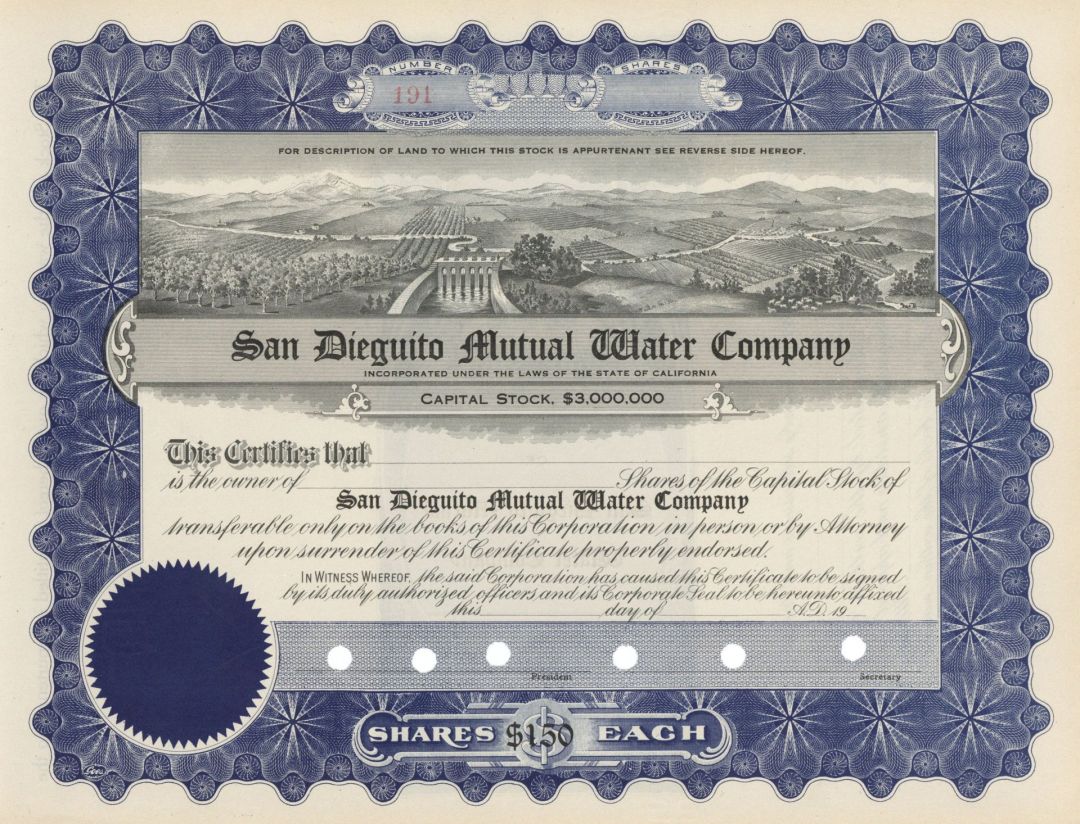 NUMBER
SHARES
191
FOR DESCRIPTION OF LAND TO WHICH THIS STOCK IS APPURTENANT SEE REVERSE SIDE HEREOF.
San Dieguito Mutual Water Company
INCORPORATED UNDER THE LAWS OF THE STATE OF CALIFORNIA
CAPITAL STOCK, $3,000,000
This Certifies that
is the owner of Shares of the Capital Stock of
San Dieguito Mutual Water Company
transferable only on the books of this Corporation in person or by Attorney
upon surrender of this Certificate properly endorsed.
IN WITNESS WHEREOF, the said Corporation has caused this Certificate to be signed
by its duly authorized officers and its Corporate Seal to be hereunto affixed
this day of A.D. 19
President
Secretary
SHARES $150 EACH
Goes